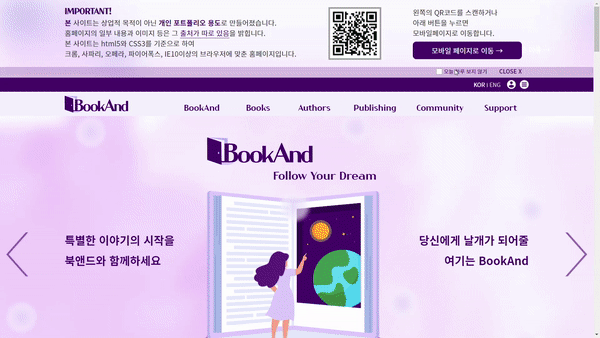 IMPORTANT!
본 사이트는 상업적 목적이 아닌 개인 포트폴리오 용도로 만들어졌습니다.
홈페이지의 일부 내용과 이미지 등은 그 출처가 따로 있음을 밝힙니다.
본 사이트는 html5와 CSS3를 기준으로 하여
크롬, 사파리, 오페라, 파이어폭스, IE10이상의 브라우저에 맞춘 홈페이지입니다.
왼쪽의 QR코드를 스캔하거나
아래 버튼을 누르면
모바일페이지로 이동합니다.
모바일 페이지로 이동 →
오늘하루 보지 않기 CLOSE X
KOR I ENG
BookAnd
BookAnd Books Authors Publishing Community Support
BookAnd
Follow Your Dream
특별한 이야기의 시작을
북앤드와 함께하세요
당신에게 날개가 되어줄
여기는 BookAnd